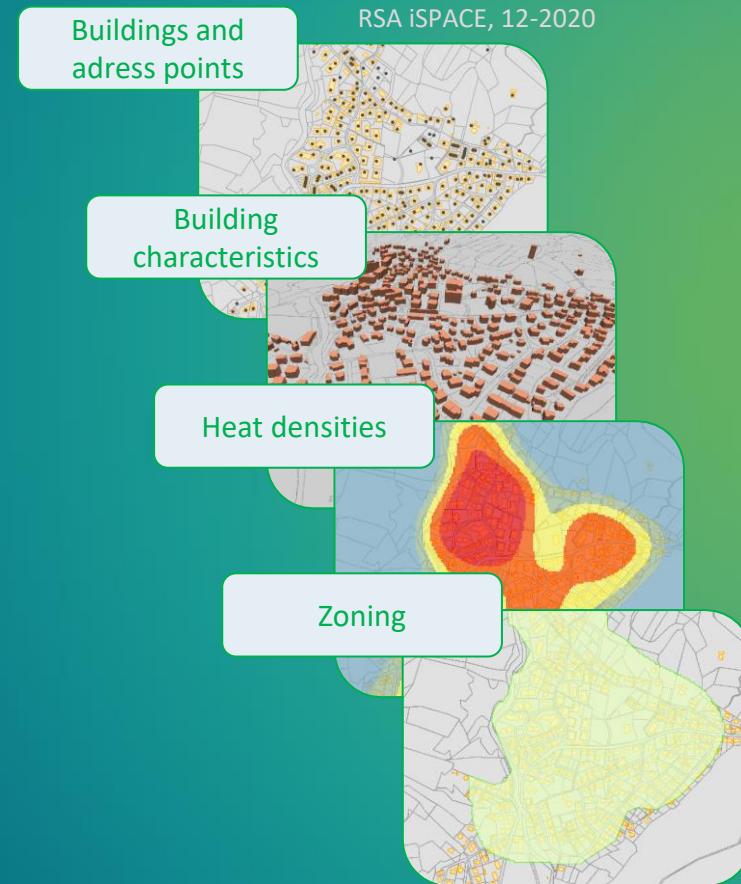 RSA iSPACE, 12-2020
Buildings and
adress points
Building
characteristics
Heat densities
Zoning